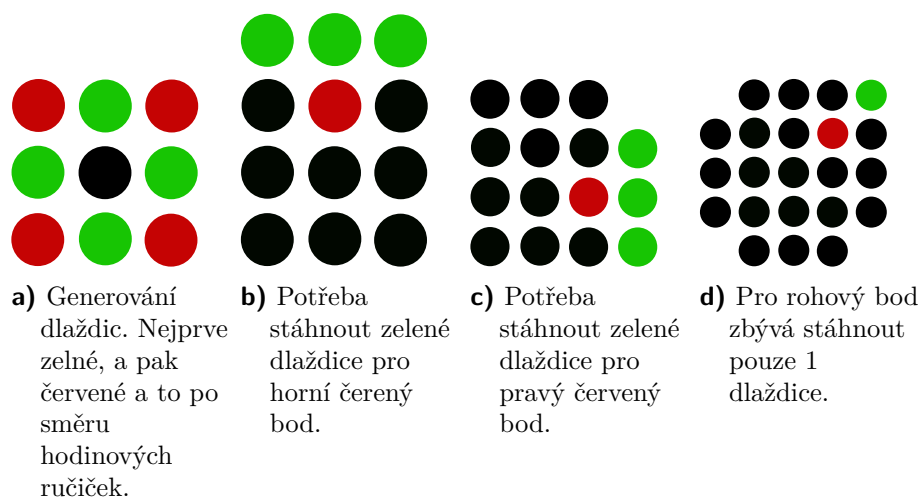 a) Generování
dlaždic. Nejprve
zelné, a pak
červené a to po
směru
hodinových
ručiček.
b) Potřeba
stáhnout zelené
dlaždice pro
horní čerený
bod.
c) Potřeba
stáhnout zelené
dlaždice pro
pravý červený
bod.
d) Pro rohový bod
zbývá stáhnout
pouze 1
dlaždice.